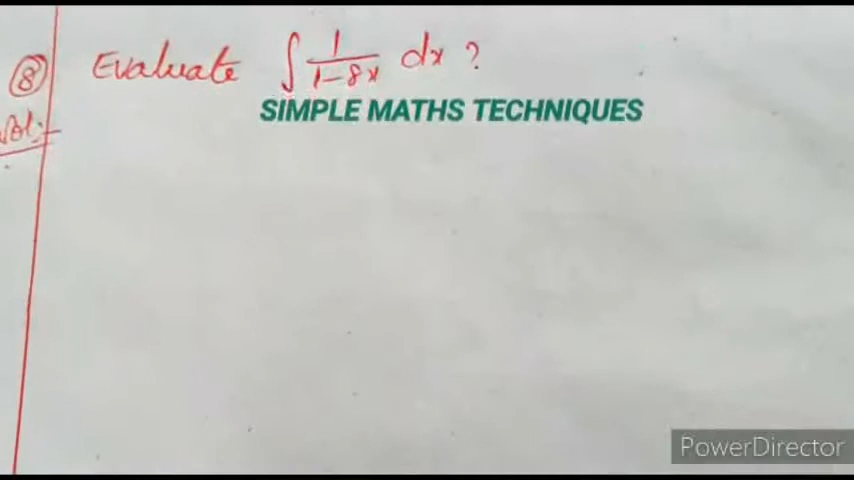 ⑧ Evaluate ∫ 1/(1-8x) dx ?
SIMPLE MATHS TECHNIQUES
Sol:-
PowerDirector